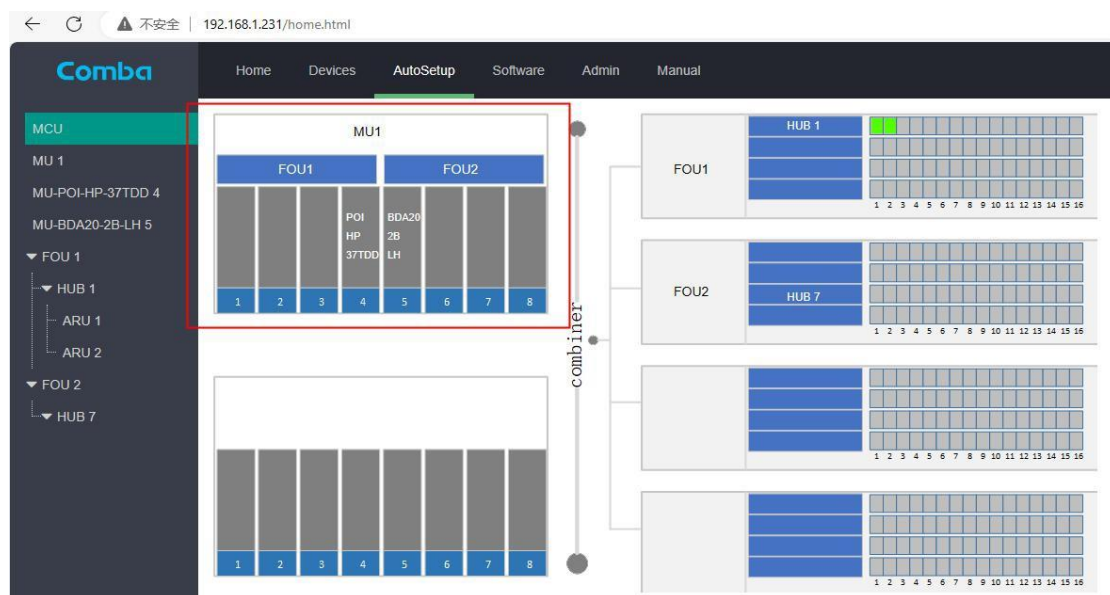 不安全 | 192.168.1.231/home.html
Comba
Home Devices AutoSetup Software Admin Manual
MCU
MU 1
MU-POI-HP-37TDD 4
MU-BDA20-2B-LH 5
FOU 1
HUB 1
ARU 1
ARU 2
FOU 2
HUB 7
MU1
FOU1 FOU2
POI
HP
37TDD
BDA20
2B
LH
1 2 3 4 5 6 7 8
1 2 3 4 5 6 7 8
combiner
FOU1
HUB 1
1 2 3 4 5 6 7 8 9 10 11 12 13 14 15 16
FOU2
HUB 7
1 2 3 4 5 6 7 8 9 10 11 12 13 14 15 16
1 2 3 4 5 6 7 8 9 10 11 12 13 14 15 16
1 2 3 4 5 6 7 8 9 10 11 12 13 14 15 16